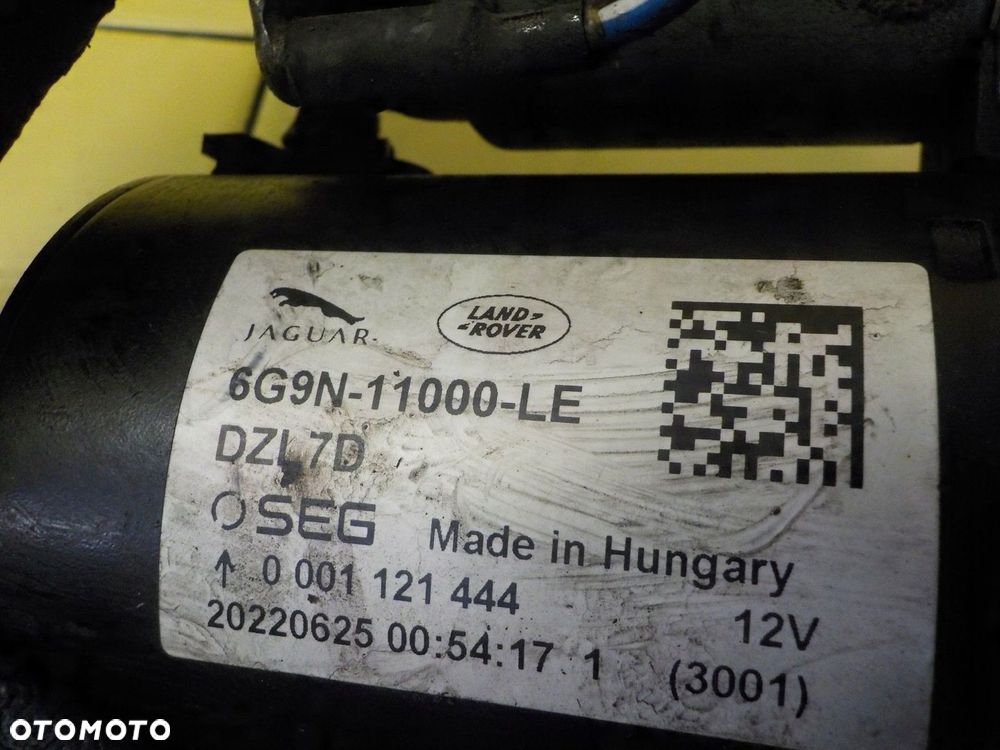 JAGUAR
LAND-
-ROVER
6G9N-11000-LE
DZL7D
SEG Made in Hungary
↑ 0 001 121 444 12V
20220625 00:54:17 1 (3001)
OTOMOTO